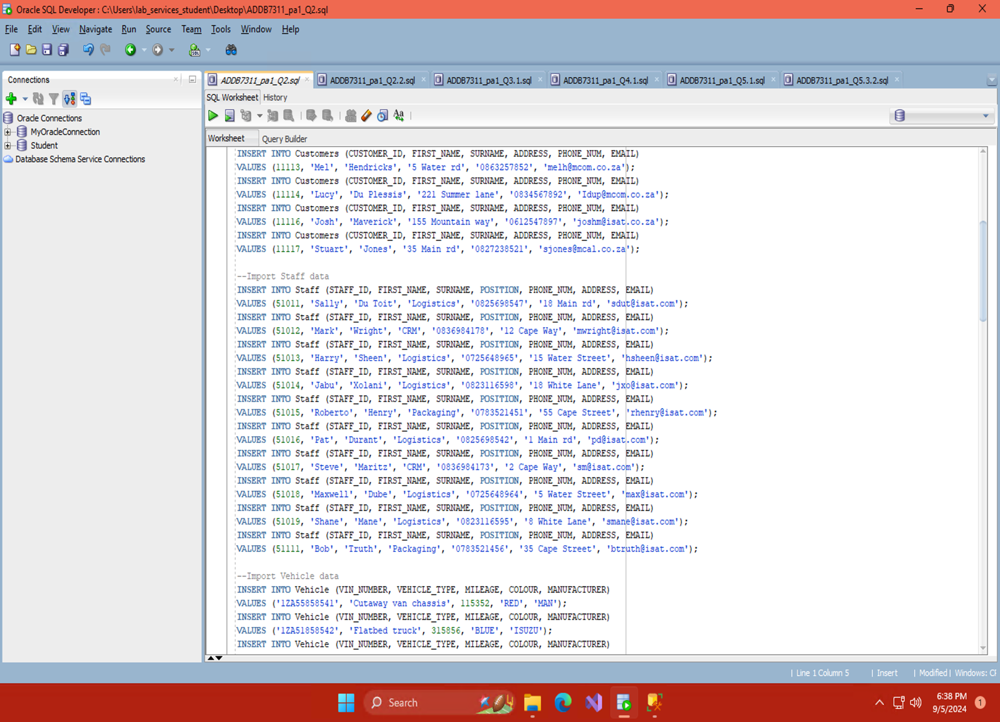 Oracle SQL Developer : C:\Users\lab_services_student\Desktop\ADDB7311_pa1_Q2.sql
File Edit View Navigate Run Source Team Tools Window Help
Connections
ADDB7311_pa1_Q2.sql ADDB7311_pa1_Q2.2.sql ADDB7311_pa1_Q3.1.sql ADDB7311_pa1_Q4.1.sql ADDB7311_pa1_Q5.1.sql ADDB7311_pa1_Q5.3.2.sql
SQL Worksheet History
Oracle Connections
MyOracleConnection
Student
Database Schema Service Connections
Worksheet Query Builder
INSERT INTO Customers (CUSTOMER_ID, FIRST_NAME, SURNAME, ADDRESS, PHONE_NUM, EMAIL)
VALUES (11113, 'Mel', 'Hendricks', '5 Water rd', '0863257852', 'melh@mcom.co.za');
INSERT INTO Customers (CUSTOMER_ID, FIRST_NAME, SURNAME, ADDRESS, PHONE_NUM, EMAIL)
VALUES (11114, 'Lucy', 'Du Plessis', '221 Summer lane', '0834567892', 'Idup@mcom.co.za');
INSERT INTO Customers (CUSTOMER_ID, FIRST_NAME, SURNAME, ADDRESS, PHONE_NUM, EMAIL)
VALUES (11116, 'Josh', 'Maverick', '155 Mountain way', '0612547897', 'joshm@isat.co.za');
INSERT INTO Customers (CUSTOMER_ID, FIRST_NAME, SURNAME, ADDRESS, PHONE_NUM, EMAIL)
VALUES (11117, 'Stuart', 'Jones', '35 Main rd', '0827238521', 'sjones@mcal.co.za');
--Import Staff data
INSERT INTO Staff (STAFF_ID, FIRST_NAME, SURNAME, POSITION, PHONE_NUM, ADDRESS, EMAIL)
VALUES (51011, 'Sally', 'Du Toit', 'Logistics', '0825698547', '18 Main rd', 'sdut@isat.com');
INSERT INTO Staff (STAFF_ID, FIRST_NAME, SURNAME, POSITION, PHONE_NUM, ADDRESS, EMAIL)
VALUES (51012, 'Mark', 'Wright', 'CRM', '0836984178', '12 Cape Way', 'mwright@isat.com');
INSERT INTO Staff (STAFF_ID, FIRST_NAME, SURNAME, POSITION, PHONE_NUM, ADDRESS, EMAIL)
VALUES (51013, 'Harry', 'Sheen', 'Logistics', '0725648965', '15 Water Street', 'hsheen@isat.com');
INSERT INTO Staff (STAFF_ID, FIRST_NAME, SURNAME, POSITION, PHONE_NUM, ADDRESS, EMAIL)
VALUES (51014, 'Jabu', 'Xolani', 'Logistics', '0823116598', '18 White Lane', 'jxo@isat.com');
INSERT INTO Staff (STAFF_ID, FIRST_NAME, SURNAME, POSITION, PHONE_NUM, ADDRESS, EMAIL)
VALUES (51015, 'Roberto', 'Henry', 'Packaging', '0783521451', '55 Cape Street', 'rhenry@isat.com');
INSERT INTO Staff (STAFF_ID, FIRST_NAME, SURNAME, POSITION, PHONE_NUM, ADDRESS, EMAIL)
VALUES (51016, 'Pat', 'Durant', 'Logistics', '0825698542', '1 Main rd', 'pd@isat.com');
INSERT INTO Staff (STAFF_ID, FIRST_NAME, SURNAME, POSITION, PHONE_NUM, ADDRESS, EMAIL)
VALUES (51017, 'Steve', 'Maritz', 'CRM', '0836984173', '2 Cape Way', 'sm@isat.com');
INSERT INTO Staff (STAFF_ID, FIRST_NAME, SURNAME, POSITION, PHONE_NUM, ADDRESS, EMAIL)
VALUES (51018, 'Maxwell', 'Dube', 'Logistics', '0725648964', '5 Water Street', 'max@isat.com');
INSERT INTO Staff (STAFF_ID, FIRST_NAME, SURNAME, POSITION, PHONE_NUM, ADDRESS, EMAIL)
VALUES (51019, 'Shane', 'Mane', 'Logistics', '0823116595', '8 White Lane', 'smane@isat.com');
INSERT INTO Staff (STAFF_ID, FIRST_NAME, SURNAME, POSITION, PHONE_NUM, ADDRESS, EMAIL)
VALUES (51111, 'Bob', 'Truth', 'Packaging', '0783521456', '35 Cape Street', 'btruth@isat.com');
--Import Vehicle data
INSERT INTO Vehicle (VIN_NUMBER, VEHICLE_TYPE, MILEAGE, COLOUR, MANUFACTURER)
VALUES ('1ZA55858541', 'Cutaway van chassis', 115352, 'RED', 'MAN');
INSERT INTO Vehicle (VIN_NUMBER, VEHICLE_TYPE, MILEAGE, COLOUR, MANUFACTURER)
VALUES ('1ZA51858542', 'Flatbed truck', 315856, 'BLUE', 'ISUZU');
INSERT INTO Vehicle (VIN_NUMBER, VEHICLE_TYPE, MILEAGE, COLOUR, MANUFACTURER)
| Line 1 Column 5 | Insert | Modified | Windows: CF
Search
6:38 PM
9/5/2024
1